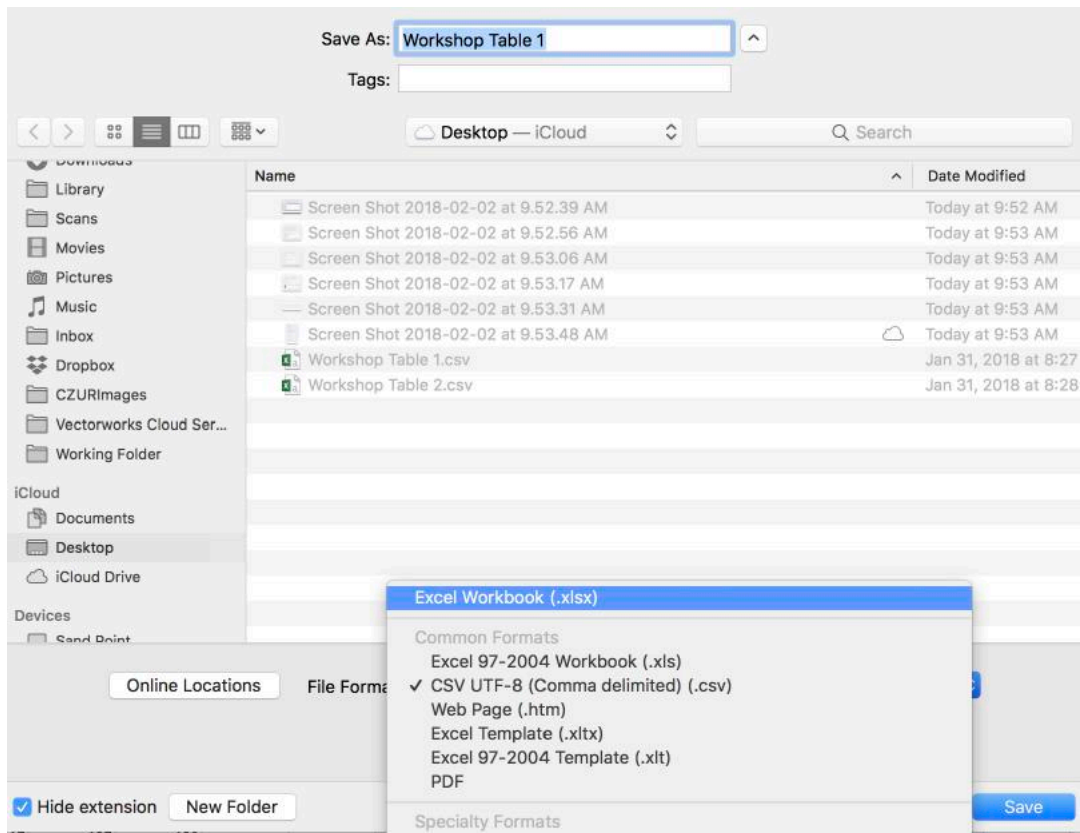 Save As: Workshop Table 1
Tags:
Desktop — iCloud
Search
Downloads
Library
Scans
Movies
Pictures
Music
Inbox
Dropbox
CZURImages
Vectorworks Cloud Ser...
Working Folder
iCloud
Documents
Desktop
iCloud Drive
Devices
Sand Point
Name Date Modified
Screen Shot 2018-02-02 at 9.52.39 AM Today at 9:52 AM
Screen Shot 2018-02-02 at 9.52.56 AM Today at 9:53 AM
Screen Shot 2018-02-02 at 9.53.06 AM Today at 9:53 AM
Screen Shot 2018-02-02 at 9.53.17 AM Today at 9:53 AM
Screen Shot 2018-02-02 at 9.53.31 AM Today at 9:53 AM
Screen Shot 2018-02-02 at 9.53.48 AM Today at 9:53 AM
Workshop Table 1.csv Jan 31, 2018 at 8:27
Workshop Table 2.csv Jan 31, 2018 at 8:28
Online Locations
File Forma
Excel Workbook (.xlsx)
Common Formats
Excel 97-2004 Workbook (.xls)
✓ CSV UTF-8 (Comma delimited) (.csv)
Web Page (.htm)
Excel Template (.xltx)
Excel 97-2004 Template (.xlt)
PDF
Specialty Formats
Hide extension
New Folder
Save